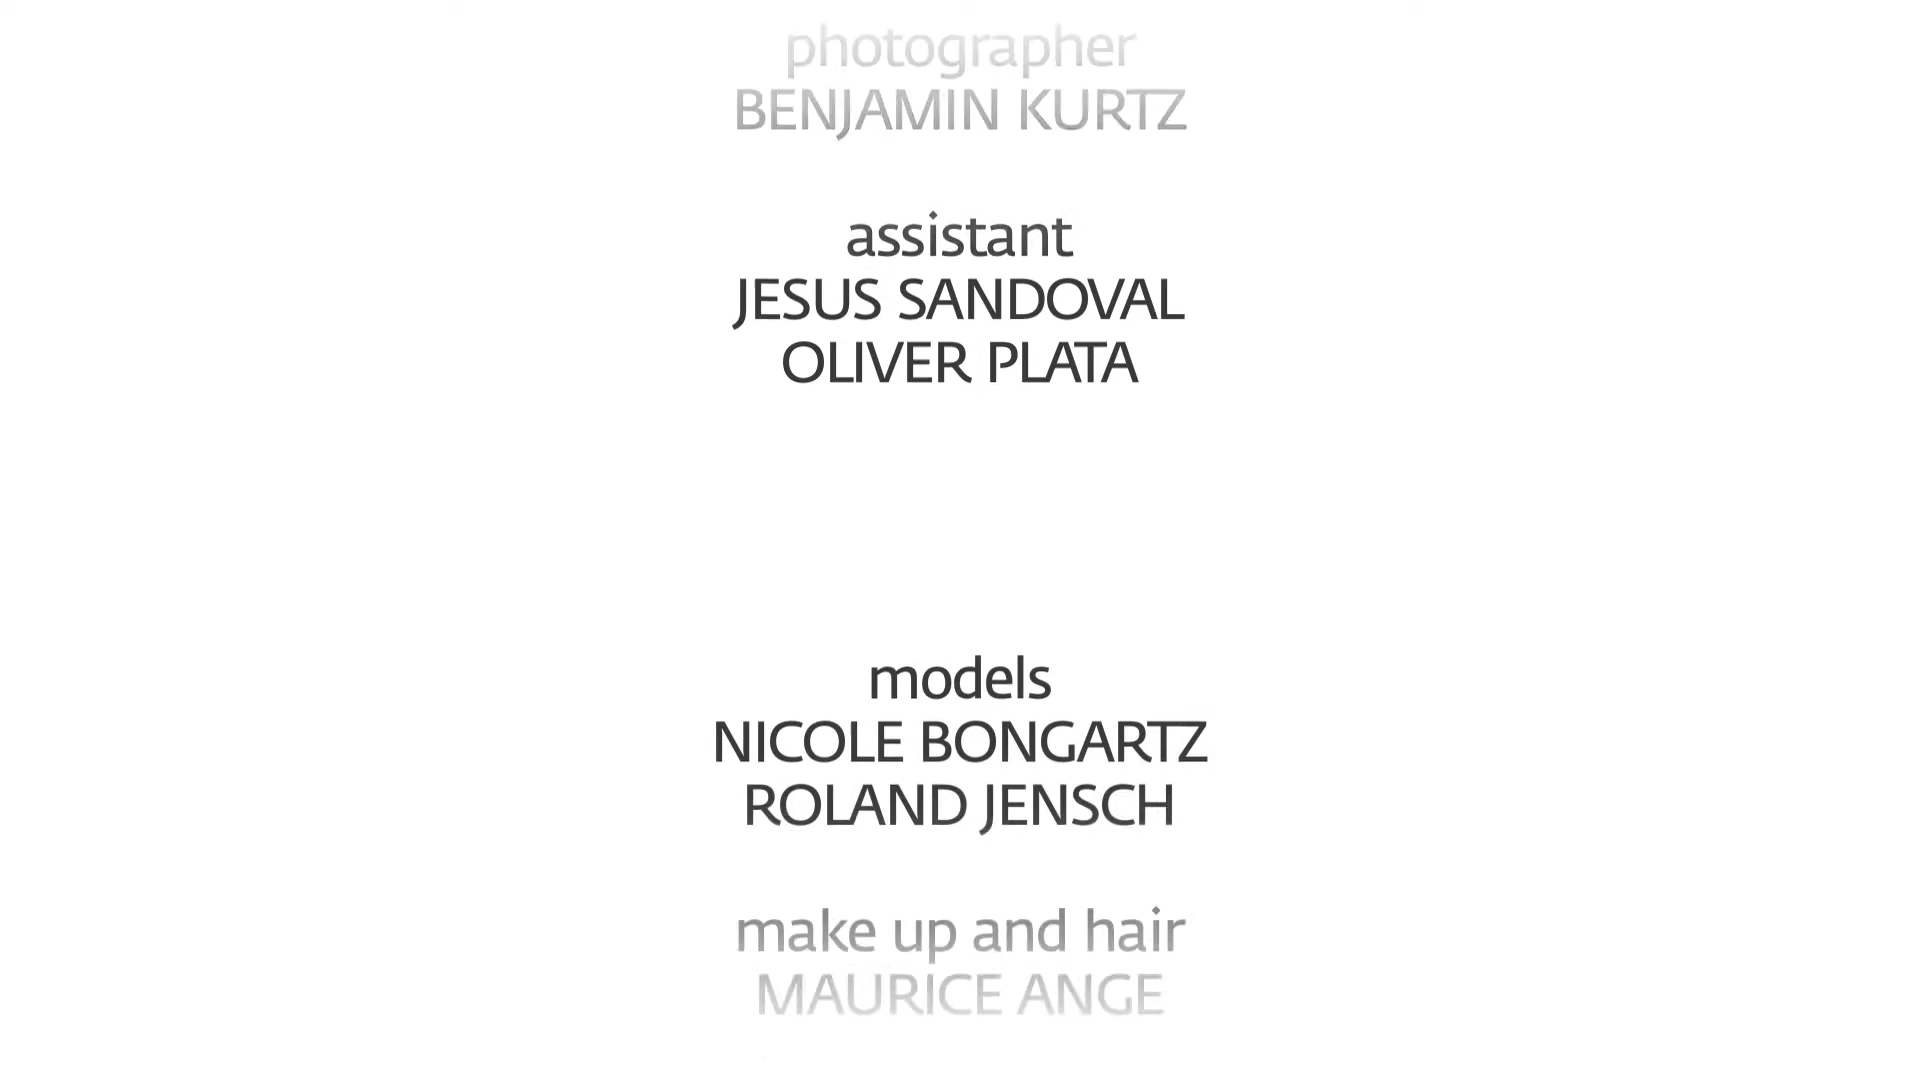 photographer
BENJAMIN KURTZ
assistant
JESUS SANDOVAL
OLIVER PLATA
models
NICOLE BONGARTZ
ROLAND JENSCH
make up and hair
MAURICE ANGE